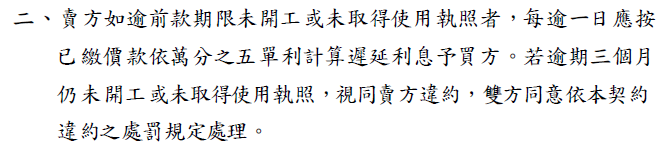 二、賣方如逾前款期限未開工或未取得使用執照者，每逾一日應按
已繳價款依萬分之五單利計算遲延利息予買方。若逾期三個月
仍未開工或未取得使用執照，視同賣方違約，雙方同意依本契約
違約之處罰規定處理。